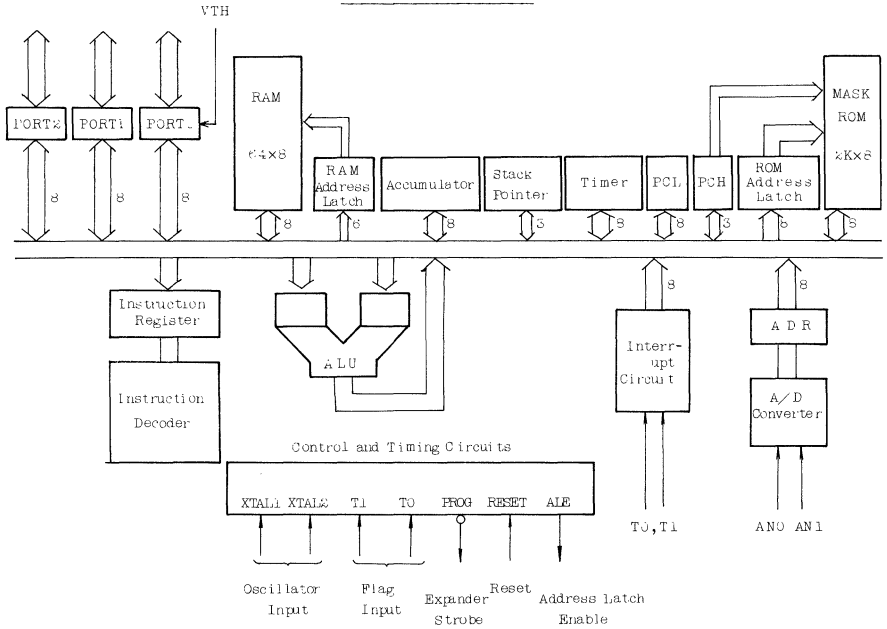 VTH
PORT2 PORT1 PORT
8 8 8
RAM
64×8
MASK
ROM
2K×8
RAM
Address
Latch
Accumulator
Stack
Pointer
Timer
PCL
PCH
ROM
Address
Latch
8 6 8 3 8 8 3 8 8
Instruction
Register
Instruction
Decoder
ALU
8
Interr-
upt
Circuit
8
ADR
A/D
Converter
T0,T1
AN0 AN1
Control and Timing Circuits
XTAL1 XTAL2 T1 T0 PROG RESET ALE
Oscillator
Input
Flag
Input
Expander
Strobe
Reset
Address Latch
Enable